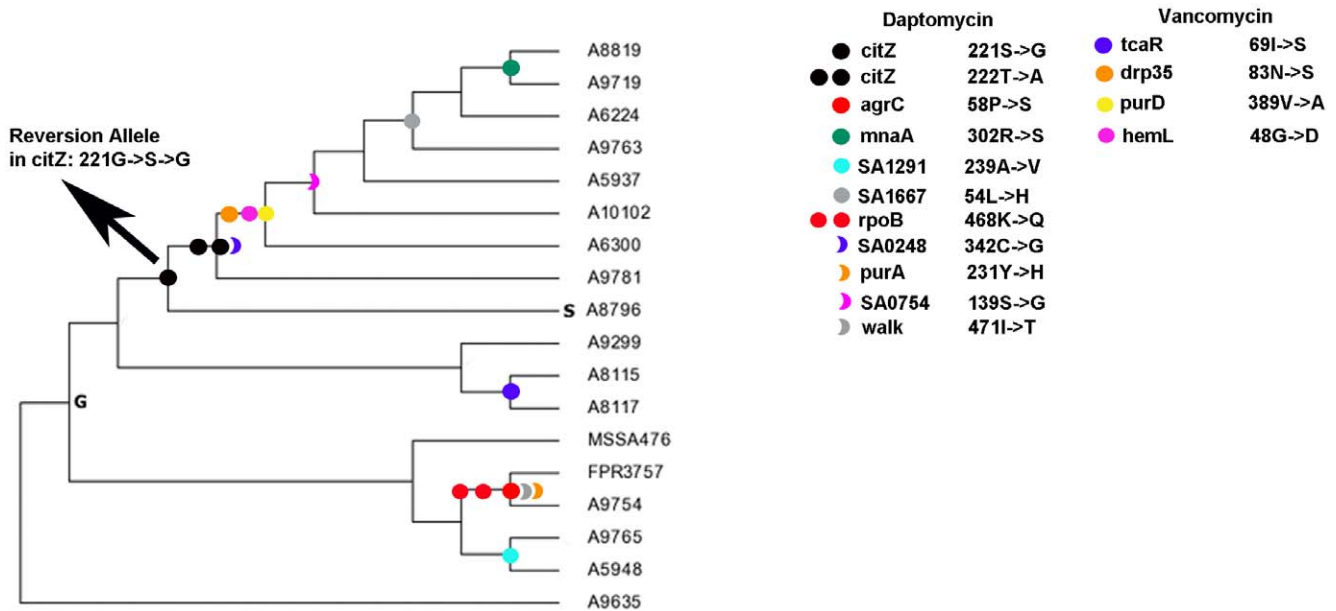 Reversion Allele
in citZ: 221G->S->G
G
S
A8819
A9719
A6224
A9763
A5937
A10102
A6300
A9781
A8796
A9299
A8115
A8117
MSSA476
FPR3757
A9754
A9765
A5948
A9635
Daptomycin
citZ 221S->G
citZ 222T->A
agrC 58P->S
mnaA 302R->S
SA1291 239A->V
SA1667 54L->H
rpoB 468K->Q
SA0248 342C->G
purA 231Y->H
SA0754 139S->G
walk 471I->T
Vancomycin
tcaR 69I->S
drp35 83N->S
purD 389V->A
hemL 48G->D